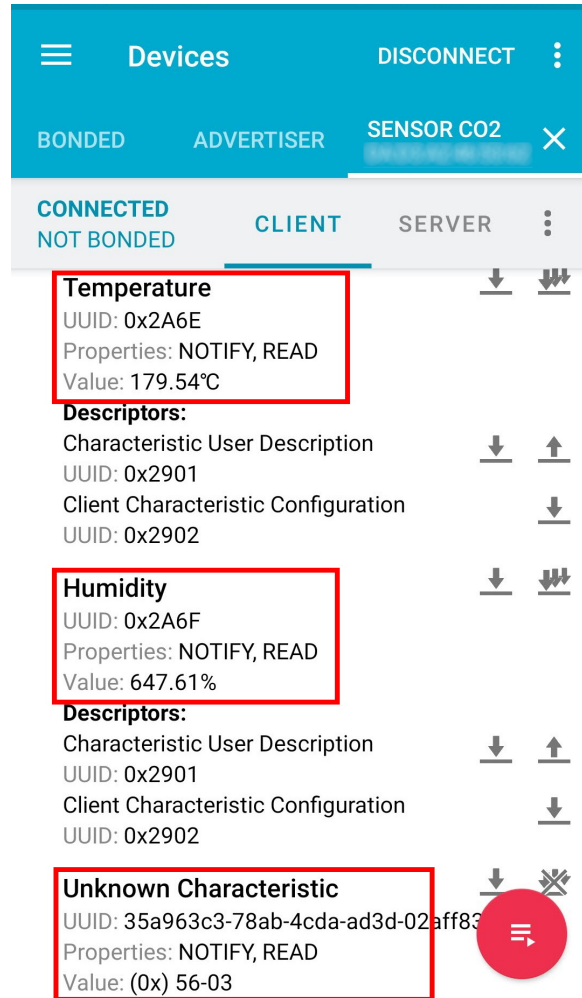 Devices DISCONNECT
BONDED ADVERTISER SENSOR CO2
CONNECTED
NOT BONDED
CLIENT SERVER
Temperature
UUID: 0x2A6E
Properties: NOTIFY, READ
Value: 179.54°C
Descriptors:
Characteristic User Description
UUID: 0x2901
Client Characteristic Configuration
UUID: 0x2902
Humidity
UUID: 0x2A6F
Properties: NOTIFY, READ
Value: 647.61%
Descriptors:
Characteristic User Description
UUID: 0x2901
Client Characteristic Configuration
UUID: 0x2902
Unknown Characteristic
UUID: 35a963c3-78ab-4cda-ad3d-02aff83
Properties: NOTIFY, READ
Value: (0x) 56-03